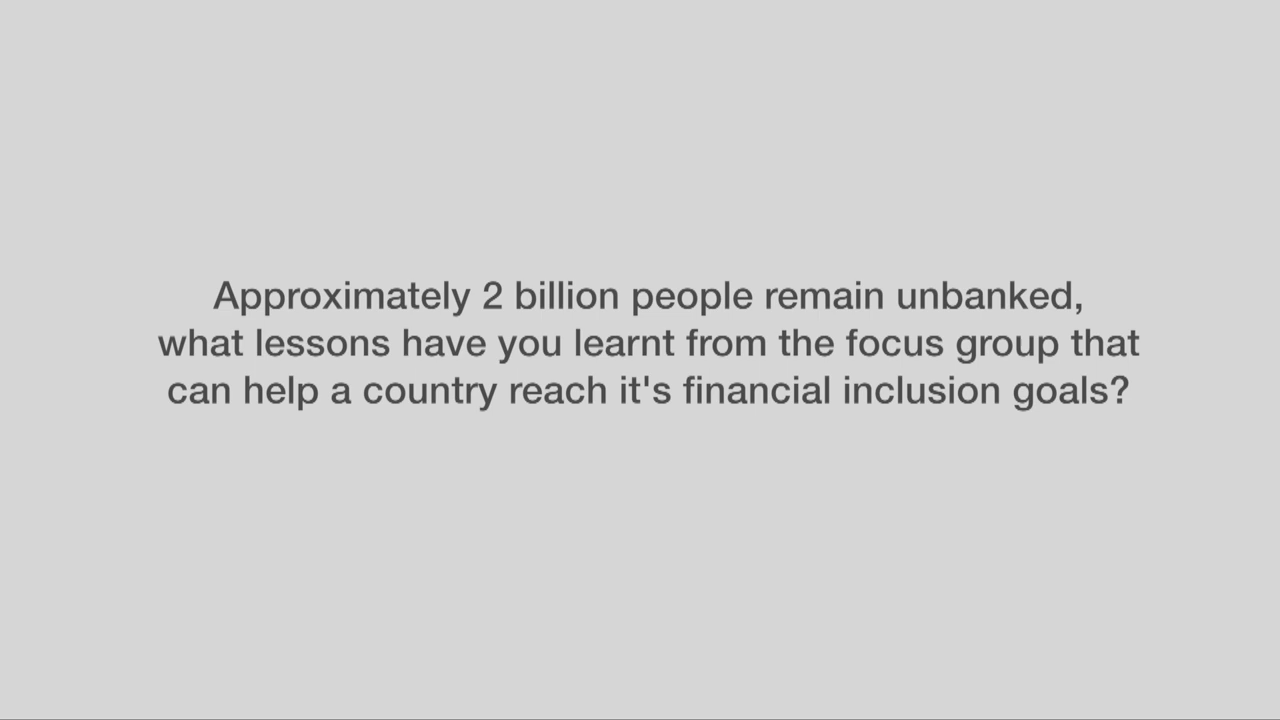 Approximately 2 billion people remain unbanked,
what lessons have you learnt from the focus group that
can help a country reach it's financial inclusion goals?